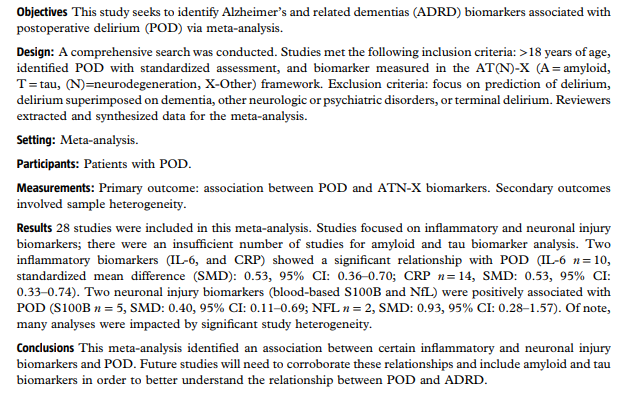 Objectives This study seeks to identify Alzheimer's and related dementias (ADRD) biomarkers associated with
postoperative delirium (POD) via meta-analysis.
Design: A comprehensive search was conducted. Studies met the following inclusion criteria: >18 years of age,
identified POD with standardized assessment, and biomarker measured in the AT(N)-X (A = amyloid,
T = tau, (N)=neurodegeneration, X-Other) framework. Exclusion criteria: focus on prediction of delirium,
delirium superimposed on dementia, other neurologic or psychiatric disorders, or terminal delirium. Reviewers
extracted and synthesized data for the meta-analysis.
Setting: Meta-analysis.
Participants: Patients with POD.
Measurements: Primary outcome: association between POD and ATN-X biomarkers. Secondary outcomes
involved sample heterogeneity.
Results 28 studies were included in this meta-analysis. Studies focused on inflammatory and neuronal injury
biomarkers; there were an insufficient number of studies for amyloid and tau biomarker analysis. Two
inflammatory biomarkers (IL-6, and CRP) showed a significant relationship with POD (IL-6 n = 10,
standardized mean difference (SMD): 0.53, 95% CI: 0.36–0.70; CRP n = 14, SMD: 0.53, 95% CI:
0.33–0.74). Two neuronal injury biomarkers (blood-based S100B and NfL) were positively associated with
POD (S100B n = 5, SMD: 0.40, 95% CI: 0.11–0.69; NFL n = 2, SMD: 0.93, 95% CI: 0.28–1.57). Of note,
many analyses were impacted by significant study heterogeneity.
Conclusions This meta-analysis identified an association between certain inflammatory and neuronal injury
biomarkers and POD. Future studies will need to corroborate these relationships and include amyloid and tau
biomarkers in order to better understand the relationship between POD and ADRD.